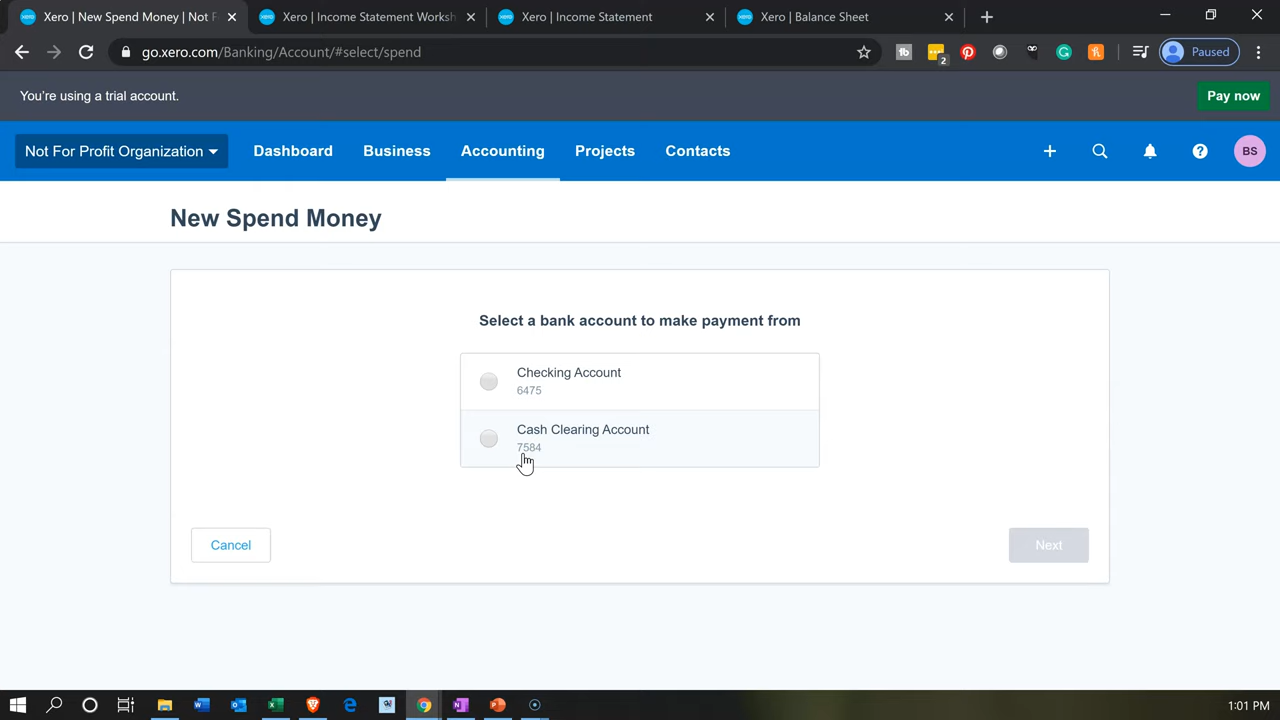 Xero | New Spend Money | Not F
Xero | Income Statement Worksh
Xero | Income Statement
Xero | Balance Sheet
go.xero.com/Banking/Account/#select/spend
2
Paused
You're using a trial account.
Pay now
Not For Profit Organization
Dashboard
Business
Accounting
Projects
Contacts
BS
New Spend Money
Select a bank account to make payment from
Checking Account
6475
Cash Clearing Account
7584
Cancel
Next
1:01 PM